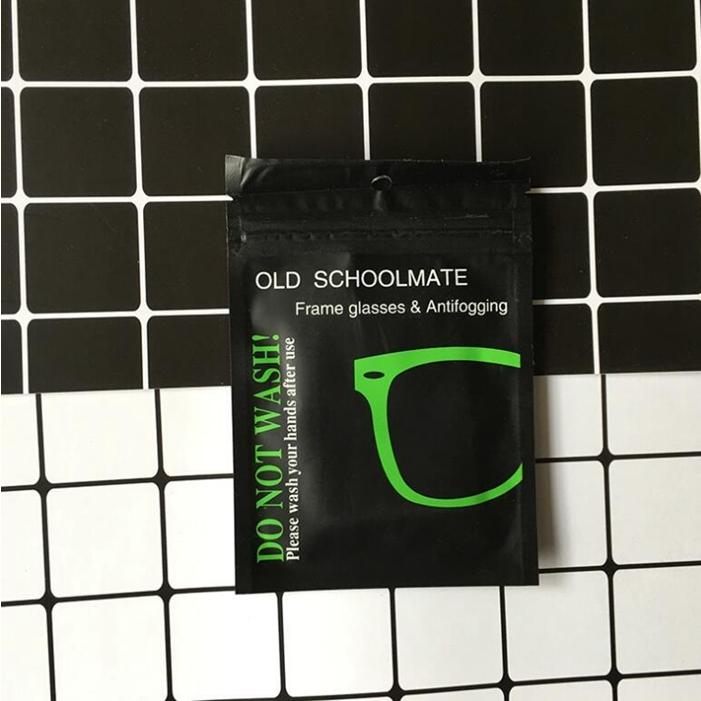 OLD SCHOOLMATE
Frame glasses & Antifogging
DO NOT WASH!
Please wash your hands after use